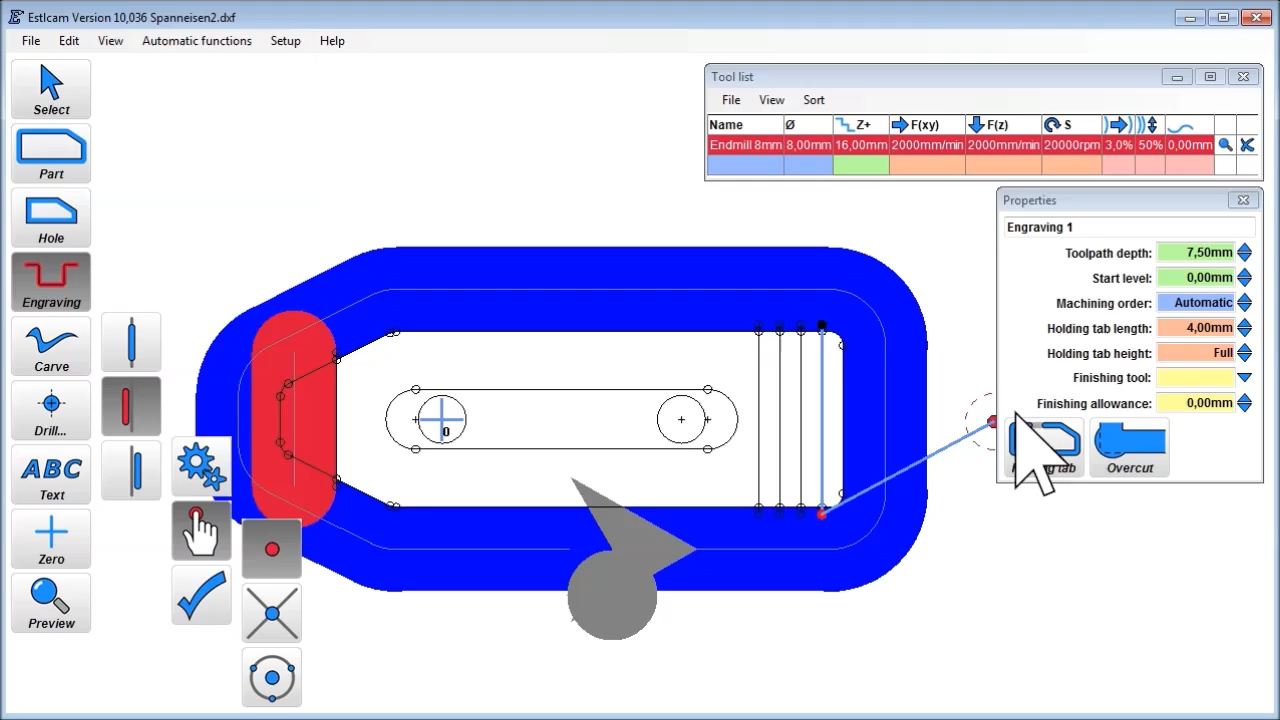 Estlcam Version 10,036 Spanneisen2.dxf
File Edit View Automatic functions Setup Help
Select
Part
Hole
Engraving
Carve
Drill...
ABC
Text
Zero
Preview
0
Tool list
File View Sort
Name Ø Z+ F(xy) F(z) S
Endmill 8mm 8,00mm 16,00mm 2000mm/min 2000mm/min 20000rpm 3,0% 50% 0,00mm
Properties
Engraving 1
Toolpath depth: 7,50mm
Start level: 0,00mm
Machining order: Automatic
Holding tab length: 4,00mm
Holding tab height: Full
Finishing tool:
Finishing allowance: 0,00mm
tab Overcut